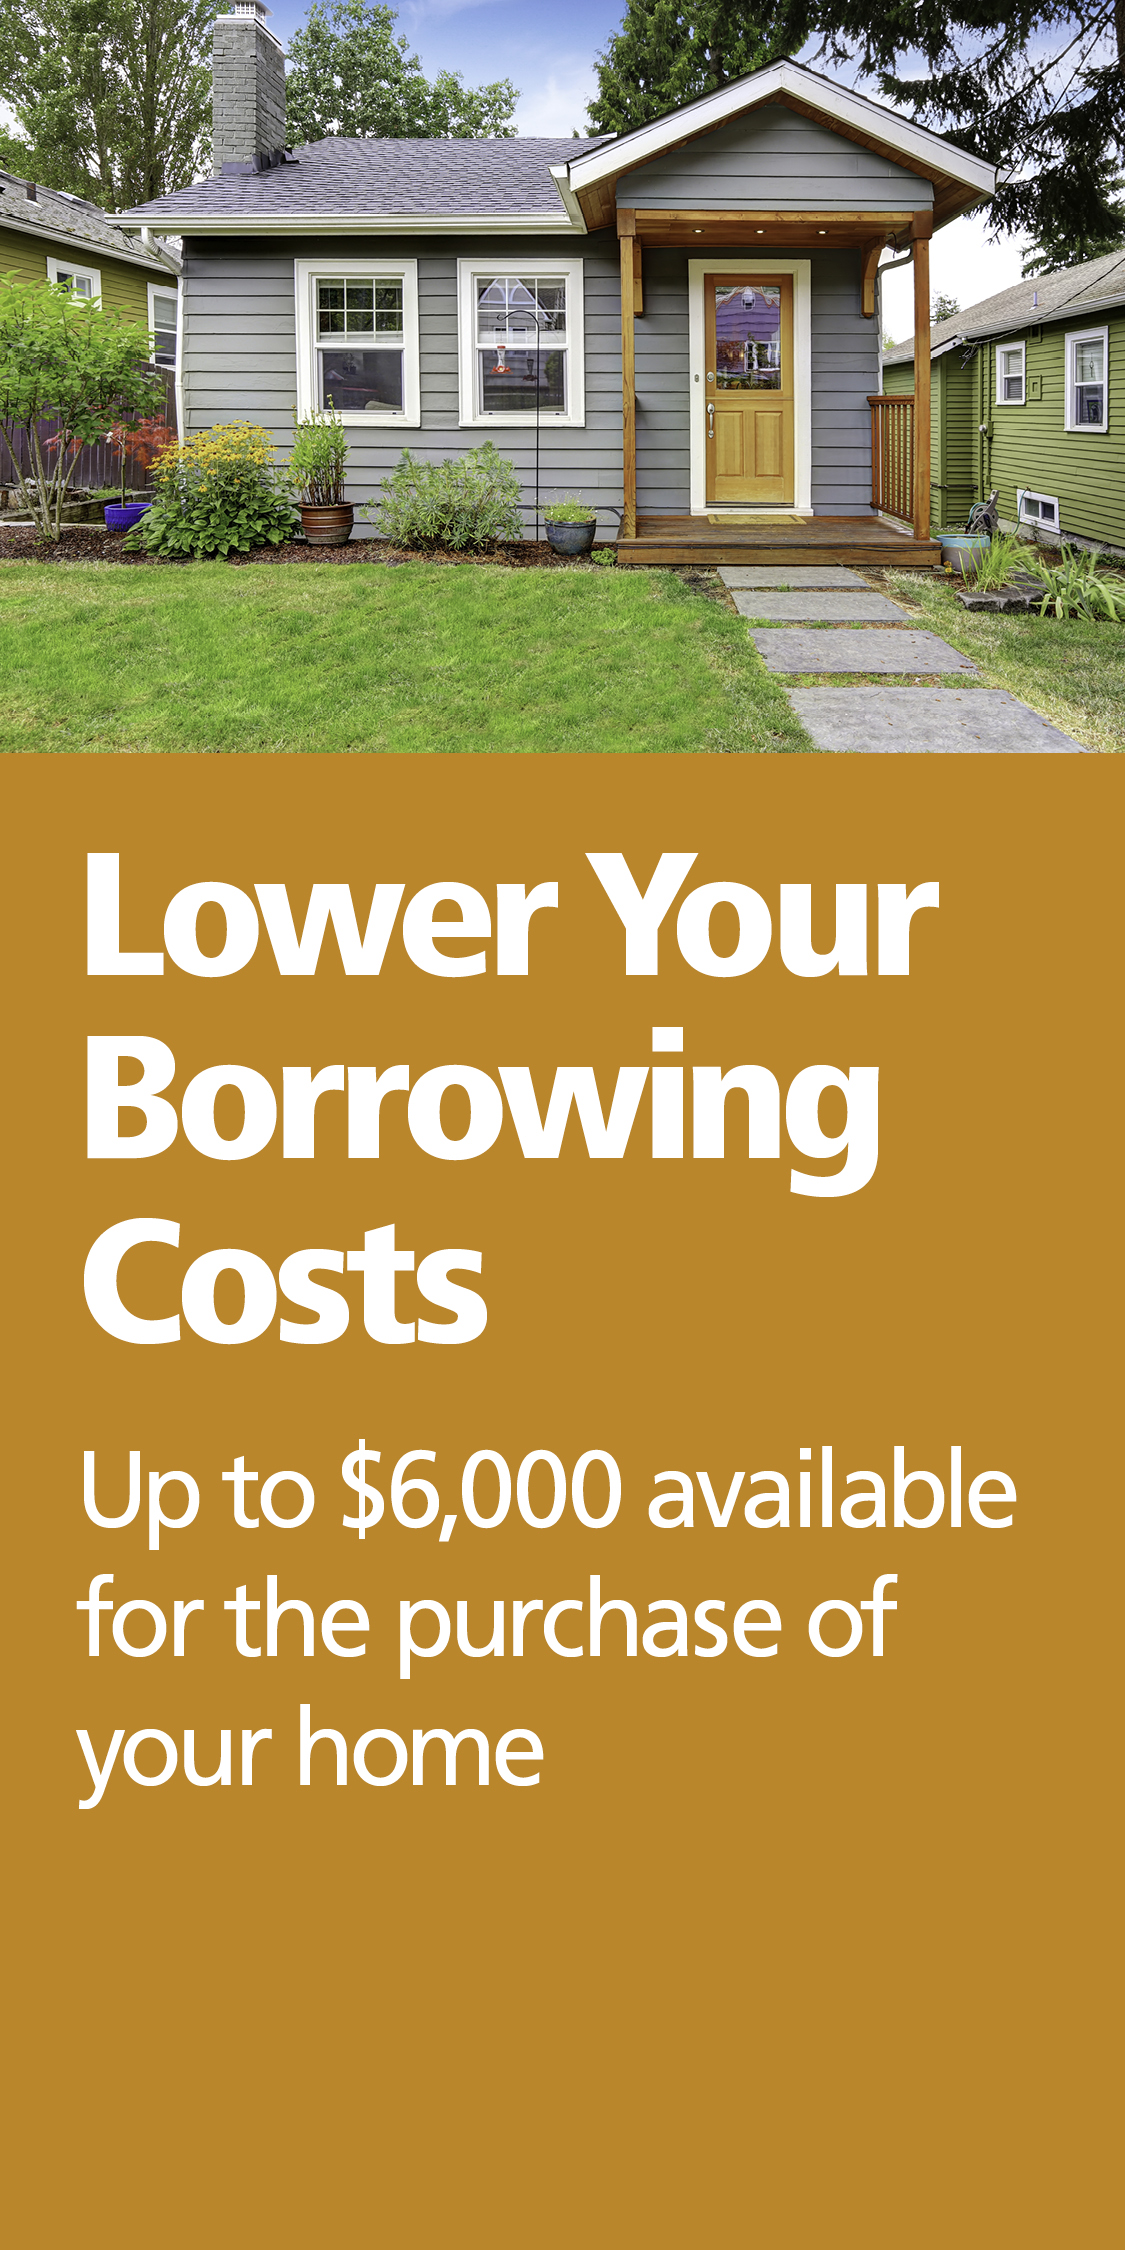 Lower Your
Borrowing
Costs
Up to $6,000 available
for the purchase of
your home